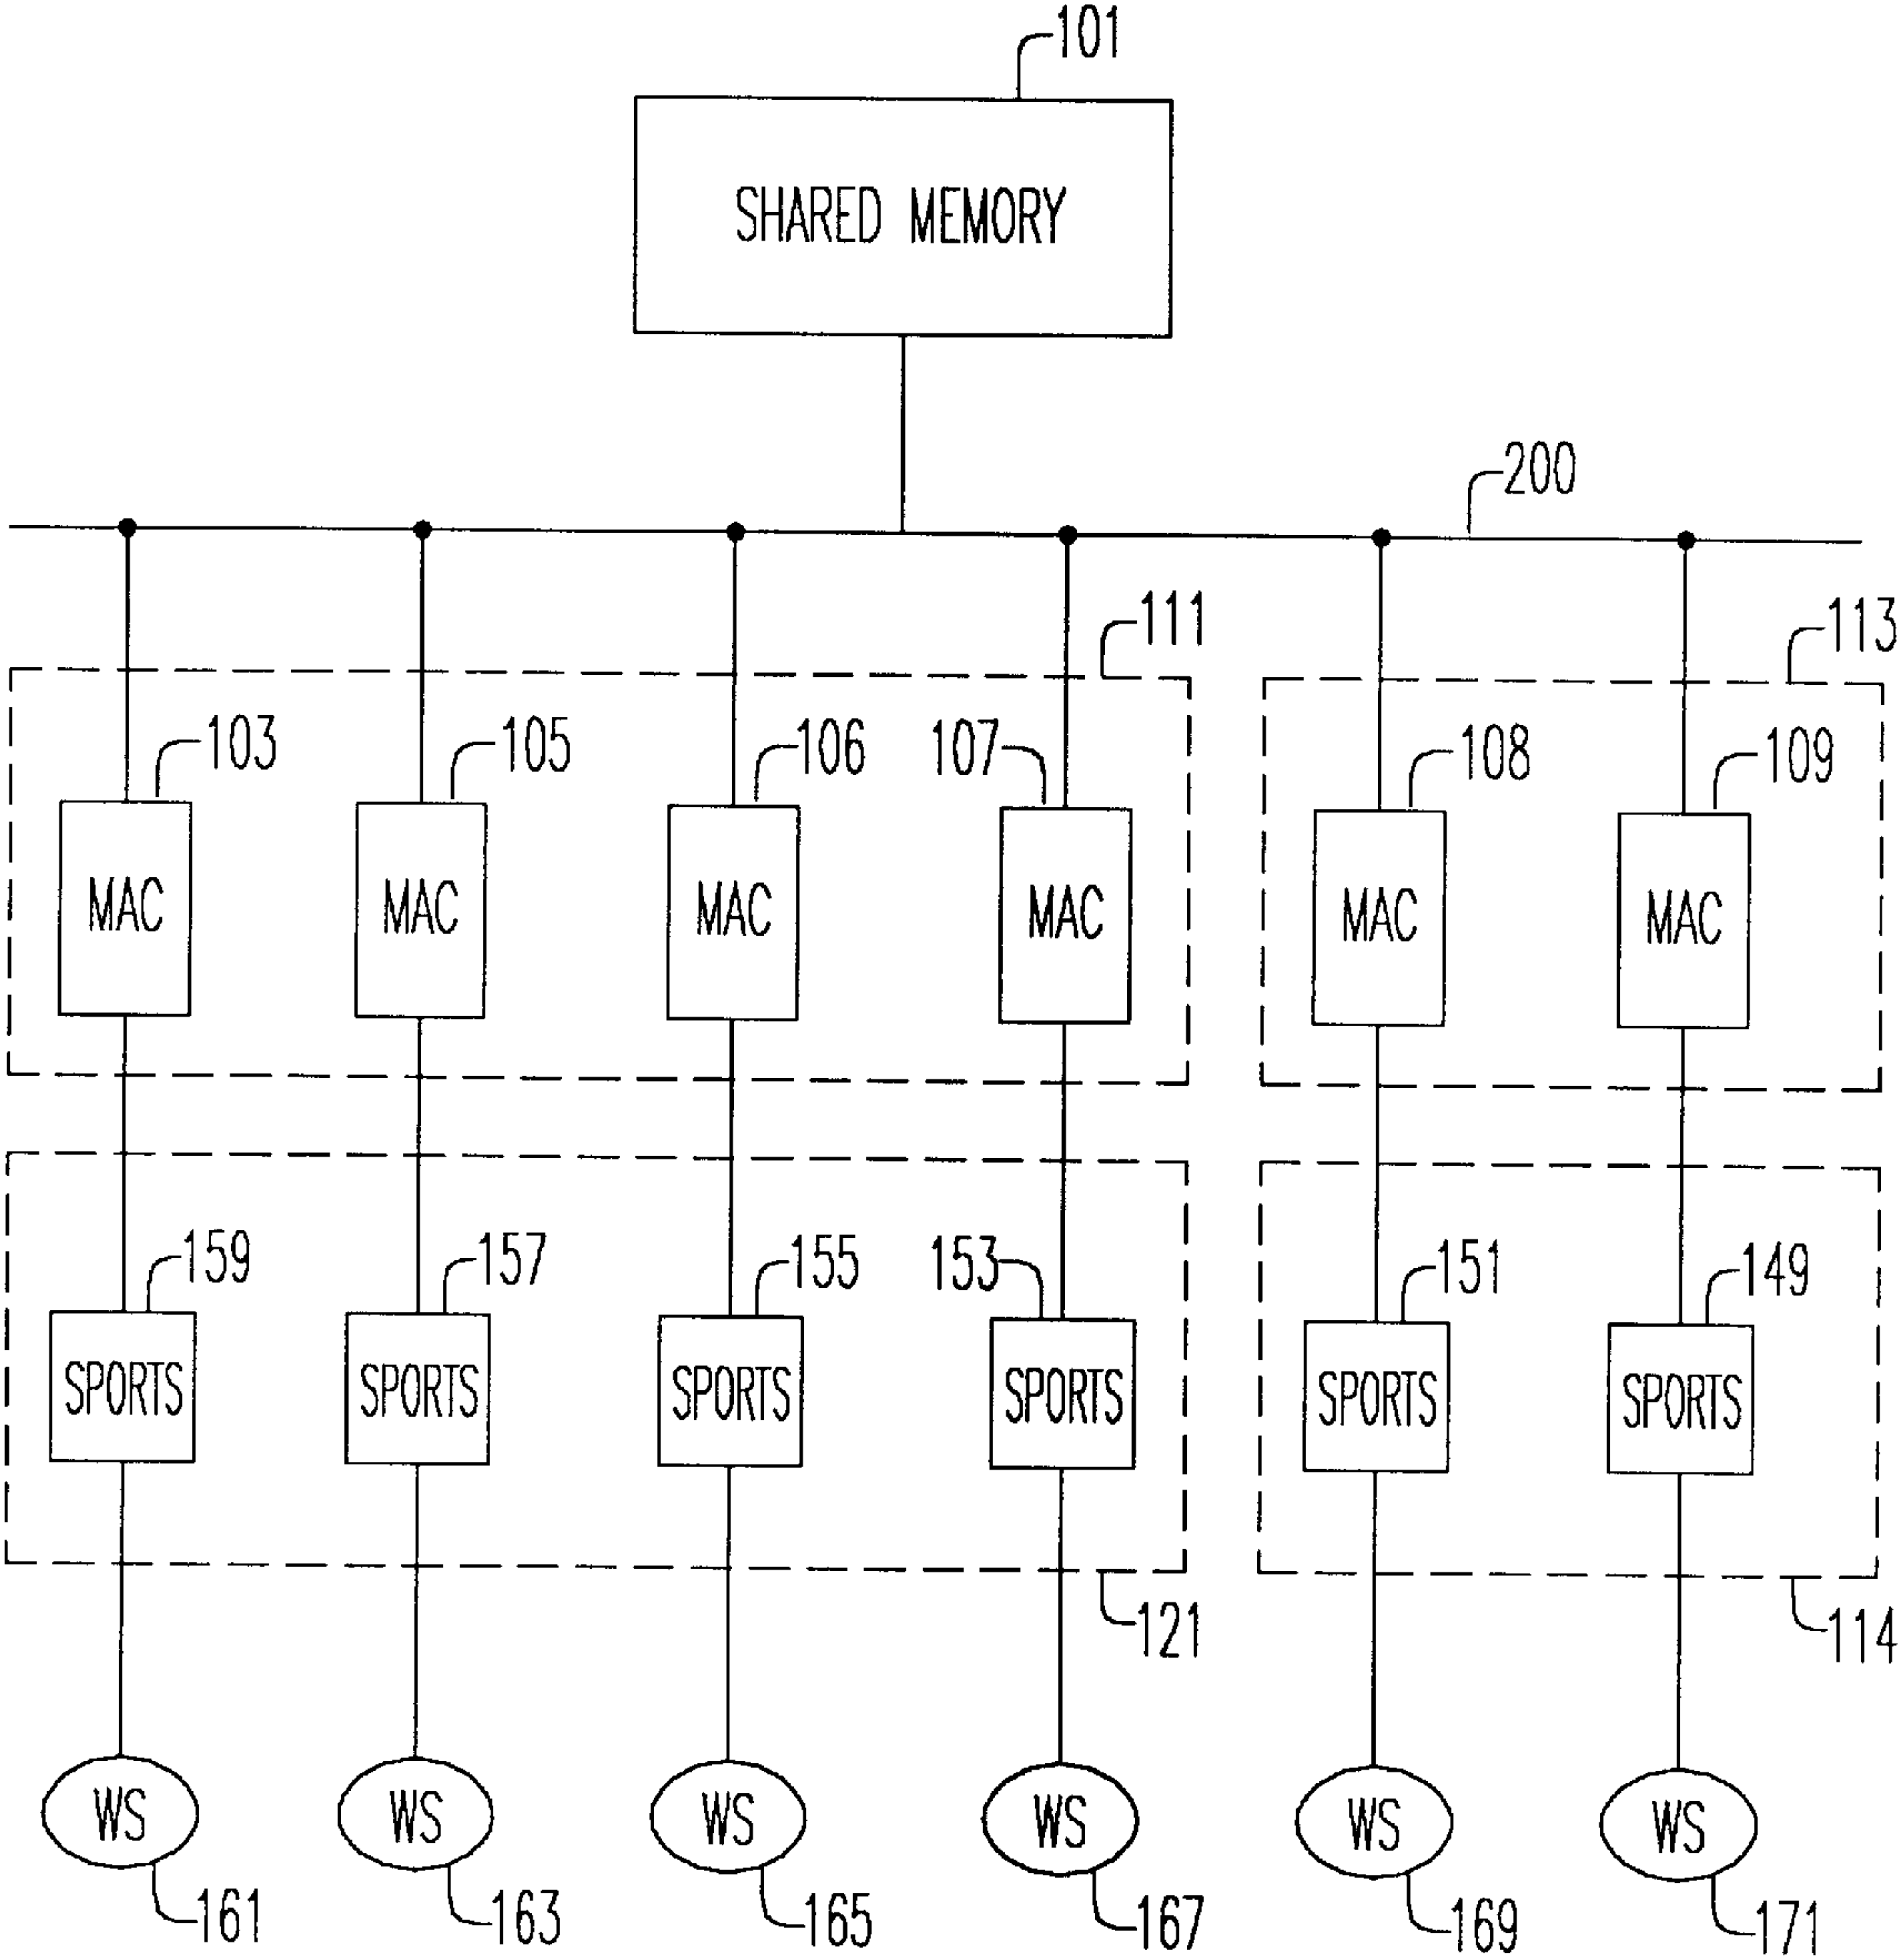 101
SHARED MEMORY
200
111
113
103
105
106
107
108
109
MAC
MAC
MAC
MAC
MAC
MAC
159
157
155
153
151
149
SPORTS
SPORTS
SPORTS
SPORTS
SPORTS
SPORTS
121
114
WS
WS
WS
WS
WS
WS
161
163
165
167
169
171